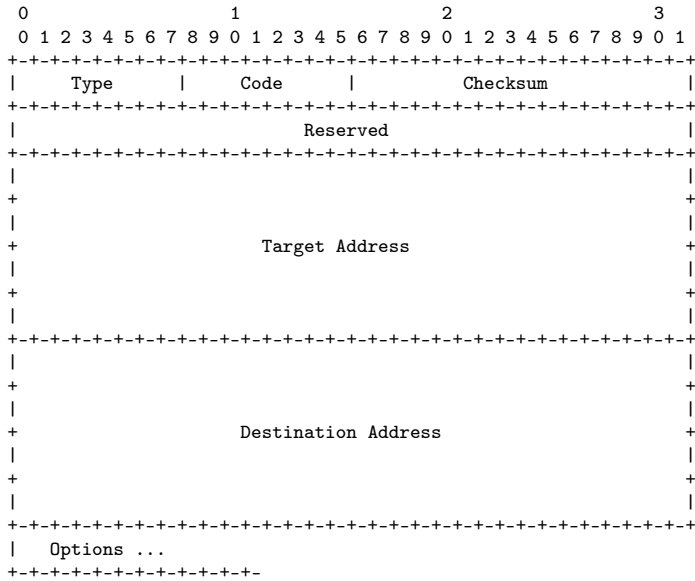 0                   1                   2                   3
 0 1 2 3 4 5 6 7 8 9 0 1 2 3 4 5 6 7 8 9 0 1 2 3 4 5 6 7 8 9 0 1
+-+-+-+-+-+-+-+-+-+-+-+-+-+-+-+-+-+-+-+-+-+-+-+-+-+-+-+-+-+-+-+-+
|     Type      |     Code      |          Checksum             |
+-+-+-+-+-+-+-+-+-+-+-+-+-+-+-+-+-+-+-+-+-+-+-+-+-+-+-+-+-+-+-+-+
|                           Reserved                            |
+-+-+-+-+-+-+-+-+-+-+-+-+-+-+-+-+-+-+-+-+-+-+-+-+-+-+-+-+-+-+-+-+
|                                                               |
+                                                               +
|                                                               |
+                       Target Address                          +
|                                                               |
+                                                               +
|                                                               |
+-+-+-+-+-+-+-+-+-+-+-+-+-+-+-+-+-+-+-+-+-+-+-+-+-+-+-+-+-+-+-+-+
|                                                               |
+                                                               +
|                                                               |
+                     Destination Address                       +
|                                                               |
+                                                               +
|                                                               |
+-+-+-+-+-+-+-+-+-+-+-+-+-+-+-+-+-+-+-+-+-+-+-+-+-+-+-+-+-+-+-+-+
|   Options ...
+-+-+-+-+-+-+-+-+-+-+-+-